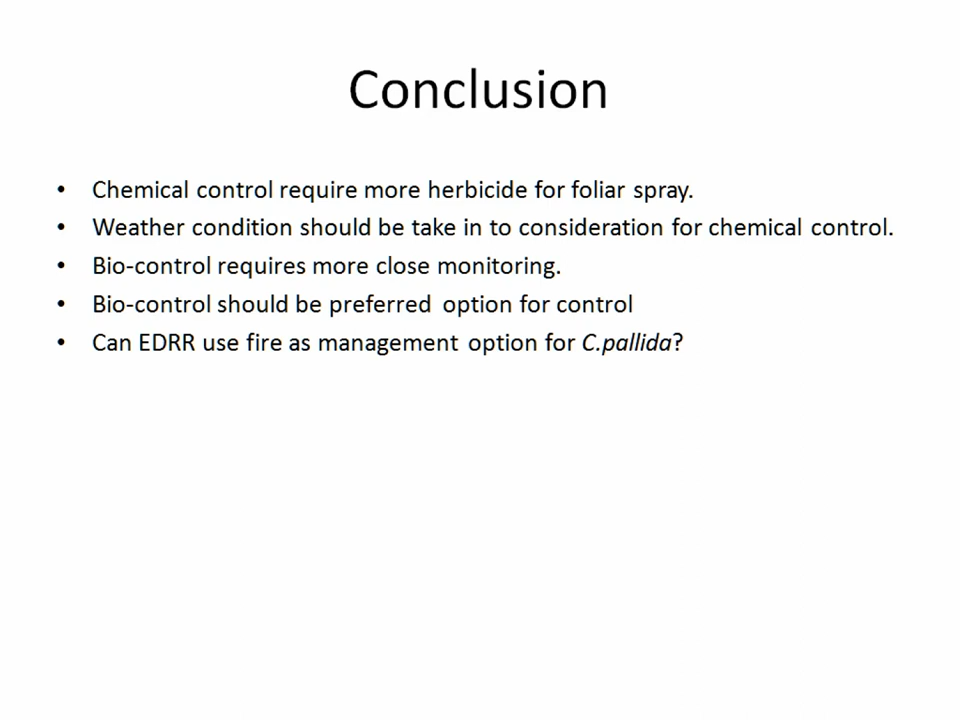 Conclusion
• Chemical control require more herbicide for foliar spray.
• Weather condition should be take in to consideration for chemical control.
• Bio-control requires more close monitoring.
• Bio-control should be preferred option for control
• Can EDRR use fire as management option for C.pallida?